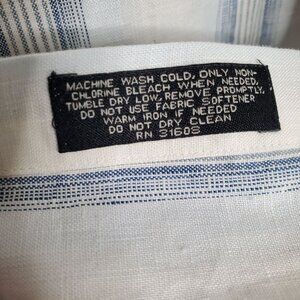 MACHINE WASH COLD, ONLY NON-
CHLORINE BLEACH WHEN NEEDED,
TUMBLE DRY LOW, REMOVE PROMPTLY,
DO NOT USE FABRIC SOFTENER
WARM IRON IF NEEDED
DO NOT DRY CLEAN
RN 31608